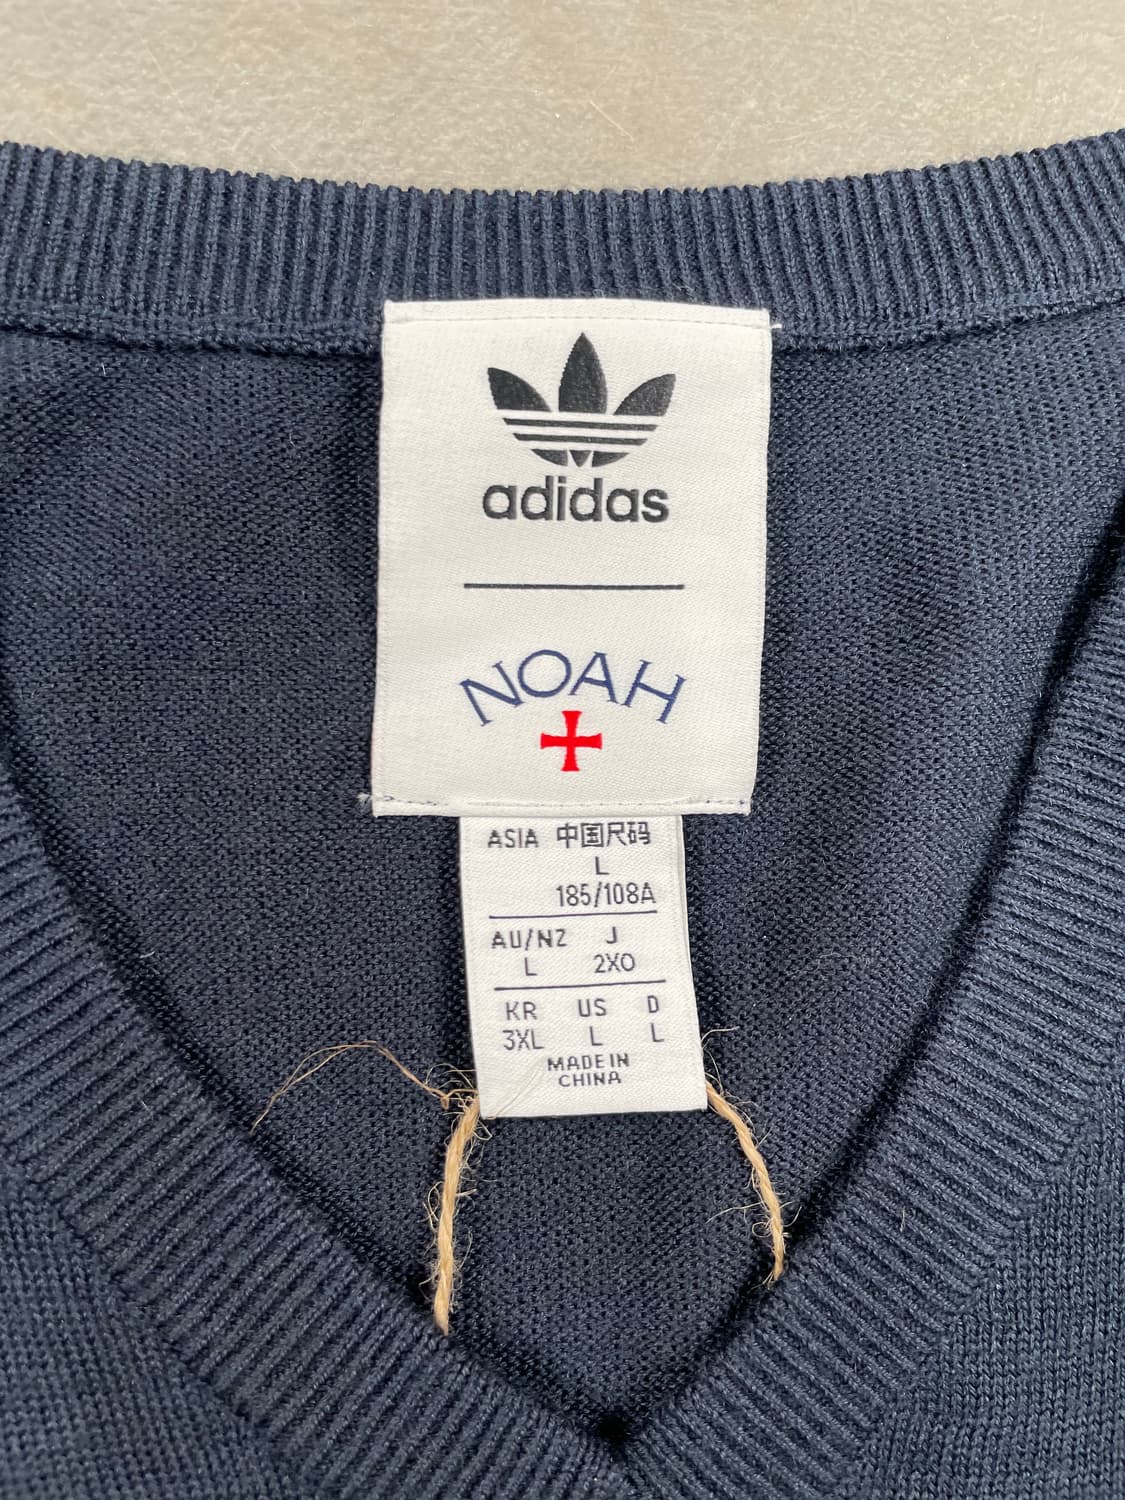 adidas
NOAH
ASIA 中国尺码
L
185/108A
AU/NZ J
L 2XO
KR US D
3XL L L
MADE IN
CHINA